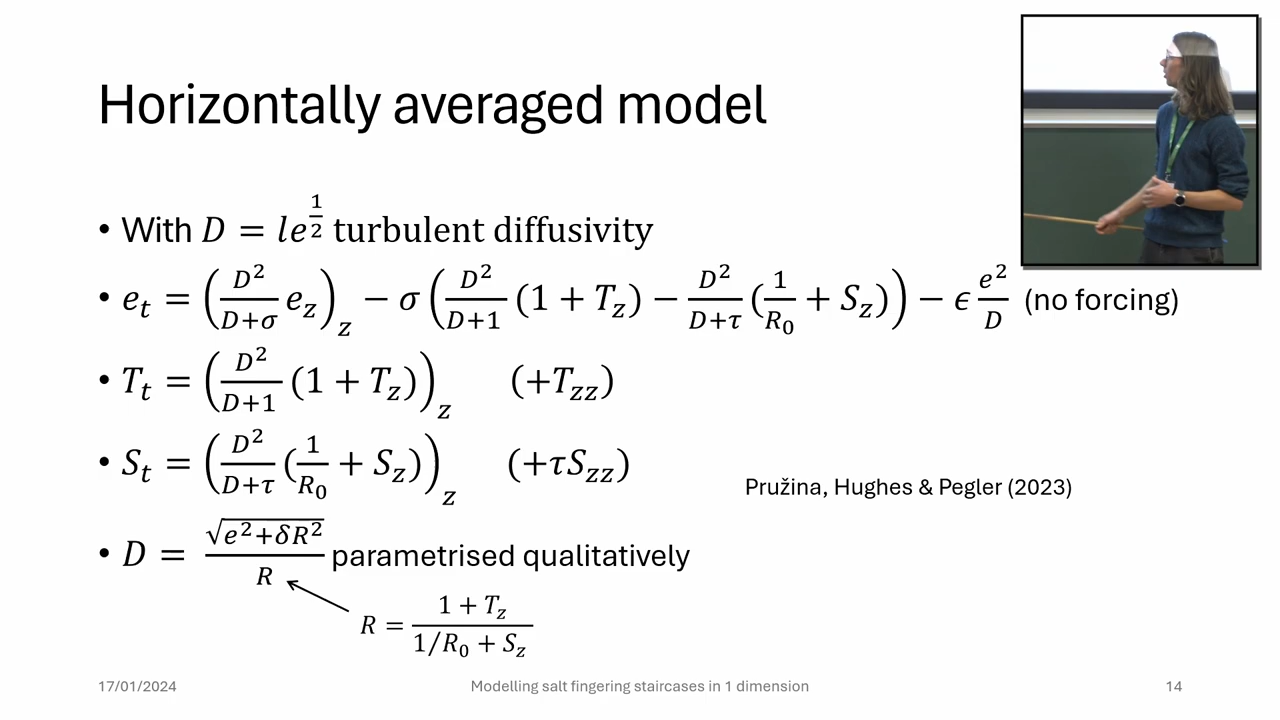 Horizontally averaged model
• With D = le^{1/2} turbulent diffusivity
• e_t = (D²/(D+σ) e_z)_z − σ(D²/(D+1) (1 + T_z) − D²/(D+τ) (1/R₀ + S_z)) − ϵ e²/D (no forcing)
• T_t = (D²/(D+1) (1 + T_z))_z (+T_zz)
• S_t = (D²/(D+τ) (1/R₀ + S_z))_z (+τS_zz)
Pružina, Hughes & Pegler (2023)
• D = √(e²+δR²)/R parametrised qualitatively
R = (1 + T_z)/(1/R₀ + S_z)
17/01/2024 Modelling salt fingering staircases in 1 dimension 14